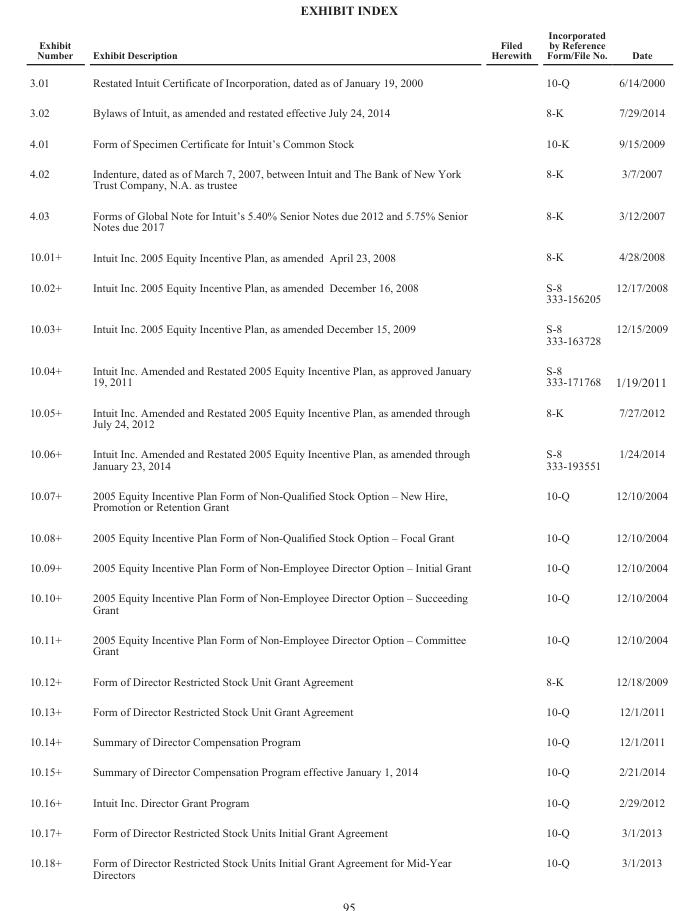 EXHIBIT INDEX
Exhibit Number Exhibit Description Filed Herewith Incorporated by Reference Form/File No. Date
3.01 Restated Intuit Certificate of Incorporation, dated as of January 19, 2000 10-Q 6/14/2000
3.02 Bylaws of Intuit, as amended and restated effective July 24, 2014 8-K 7/29/2014
4.01 Form of Specimen Certificate for Intuit's Common Stock 10-K 9/15/2009
4.02 Indenture, dated as of March 7, 2007, between Intuit and The Bank of New York 8-K 3/7/2007
Trust Company, N.A. as trustee
4.03 Forms of Global Note for Intuit's 5.40% Senior Notes due 2012 and 5.75% Senior 8-K 3/12/2007
Notes due 2017
10.01+ Intuit Inc. 2005 Equity Incentive Plan, as amended April 23, 2008 8-K 4/28/2008
10.02+ Intuit Inc. 2005 Equity Incentive Plan, as amended December 16, 2008 S-8 12/17/2008
333-156205
10.03+ Intuit Inc. 2005 Equity Incentive Plan, as amended December 15, 2009 S-8 12/15/2009
333-163728
10.04+ Intuit Inc. Amended and Restated 2005 Equity Incentive Plan, as approved January S-8
19, 2011 333-171768 1/19/2011
10.05+ Intuit Inc. Amended and Restated 2005 Equity Incentive Plan, as amended through 8-K 7/27/2012
July 24, 2012
10.06+ Intuit Inc. Amended and Restated 2005 Equity Incentive Plan, as amended through S-8 1/24/2014
January 23, 2014 333-193551
10.07+ 2005 Equity Incentive Plan Form of Non-Qualified Stock Option – New Hire, 10-Q 12/10/2004
Promotion or Retention Grant
10.08+ 2005 Equity Incentive Plan Form of Non-Qualified Stock Option – Focal Grant 10-Q 12/10/2004
10.09+ 2005 Equity Incentive Plan Form of Non-Employee Director Option – Initial Grant 10-Q 12/10/2004
10.10+ 2005 Equity Incentive Plan Form of Non-Employee Director Option – Succeeding 10-Q 12/10/2004
Grant
10.11+ 2005 Equity Incentive Plan Form of Non-Employee Director Option – Committee 10-Q 12/10/2004
Grant
10.12+ Form of Director Restricted Stock Unit Grant Agreement 8-K 12/18/2009
10.13+ Form of Director Restricted Stock Unit Grant Agreement 10-Q 12/1/2011
10.14+ Summary of Director Compensation Program 10-Q 12/1/2011
10.15+ Summary of Director Compensation Program effective January 1, 2014 10-Q 2/21/2014
10.16+ Intuit Inc. Director Grant Program 10-Q 2/29/2012
10.17+ Form of Director Restricted Stock Units Initial Grant Agreement 10-Q 3/1/2013
10.18+ Form of Director Restricted Stock Units Initial Grant Agreement for Mid-Year 10-Q 3/1/2013
Directors
95